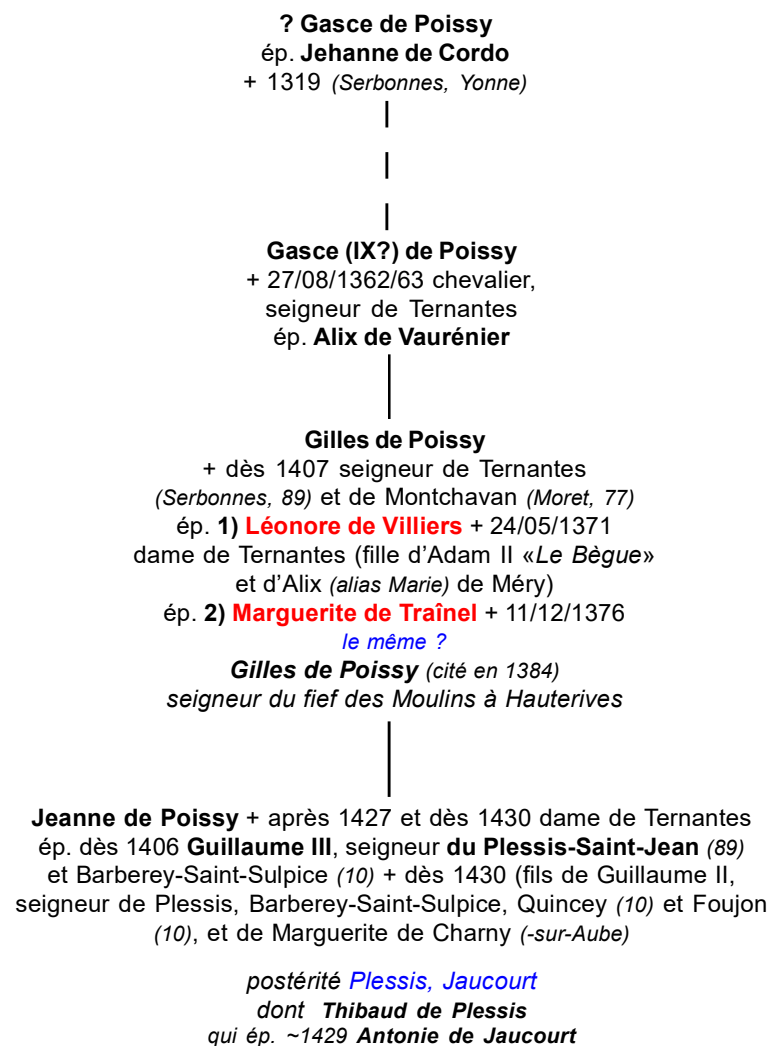 ? Gasce de Poissy
ép. Jehanne de Cordo
+ 1319 (Serbonnes, Yonne)
Gasce (IX?) de Poissy
+ 27/08/1362/63 chevalier,
seigneur de Ternantes
ép. Alix de Vaurénier
Gilles de Poissy
+ dès 1407 seigneur de Ternantes
(Serbonnes, 89) et de Montchavan (Moret, 77)
ép. 1) Léonore de Villiers + 24/05/1371
dame de Ternantes (fille d’Adam II «Le Bègue»
et d’Alix (alias Marie) de Méry)
ép. 2) Marguerite de Traînel + 11/12/1376
le même ?
Gilles de Poissy (cité en 1384)
seigneur du fief des Moulins à Hauterives
Jeanne de Poissy + après 1427 et dès 1430 dame de Ternantes
ép. dès 1406 Guillaume III, seigneur du Plessis-Saint-Jean (89)
et Barberey-Saint-Sulpice (10) + dès 1430 (fils de Guillaume II,
seigneur de Plessis, Barberey-Saint-Sulpice, Quincey (10) et Foujon
(10), et de Marguerite de Charny (-sur-Aube)
postérité Plessis, Jaucourt
dont Thibaud de Plessis
qui ép. ~1429 Antonie de Jaucourt